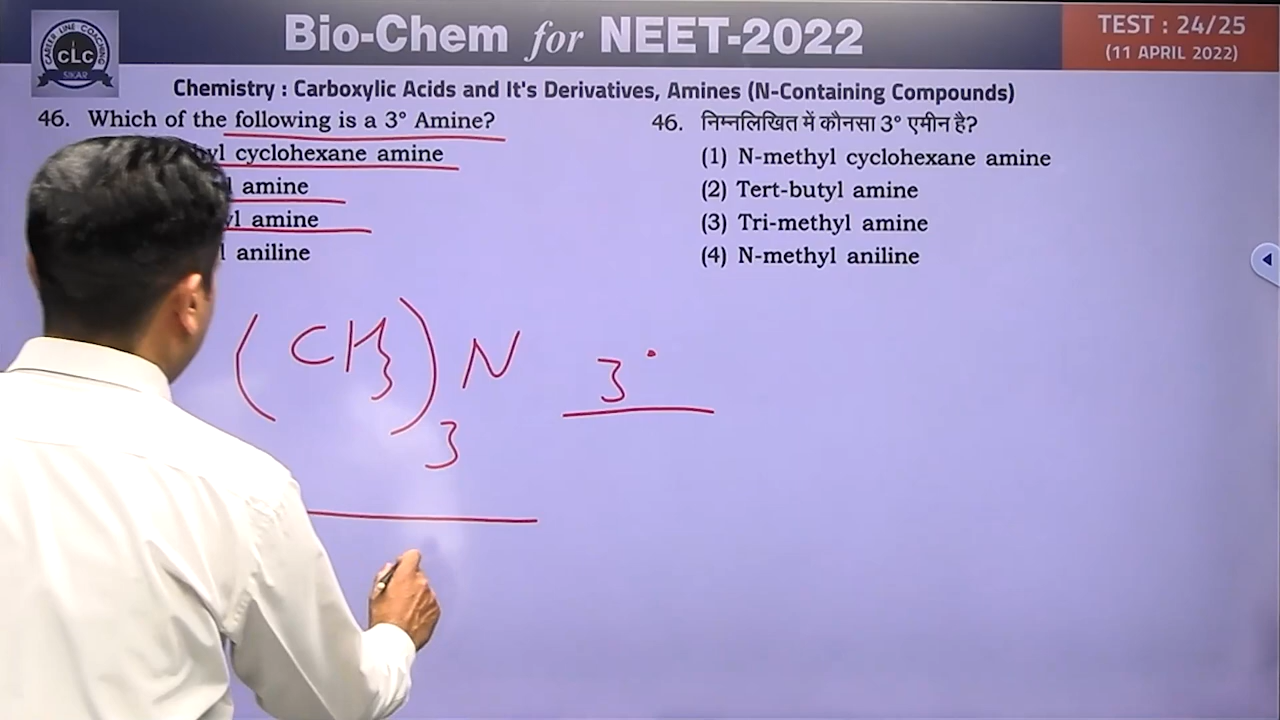 CAREER LINE COACHING
CLC
SIKAR
Bio-Chem for NEET-2022
TEST : 24/25
(11 APRIL 2022)
Chemistry : Carboxylic Acids and It's Derivatives, Amines (N-Containing Compounds)
46. Which of the following is a 3° Amine?
cyclohexane amine
amine
amine
aniline
46. निम्नलिखित में कौनसा 3° एमीन है?
(1) N-methyl cyclohexane amine
(2) Tert-butyl amine
(3) Tri-methyl amine
(4) N-methyl aniline
(CH3)3N 3°